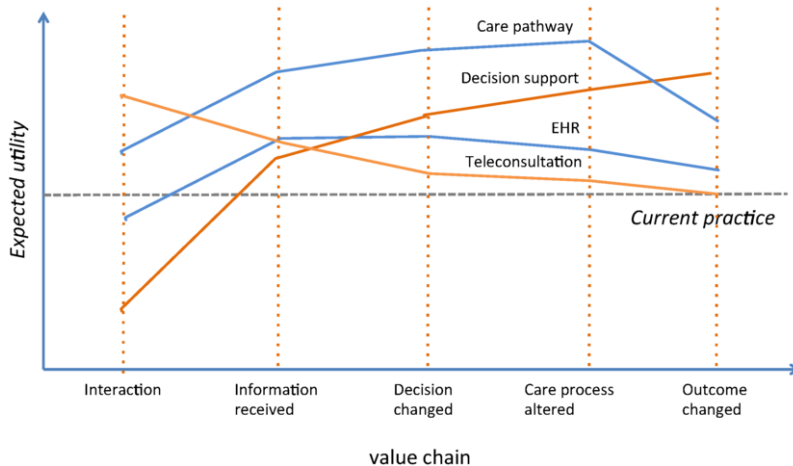 Care pathway
Decision support
EHR
Teleconsultation
Current practice
Expected utility
Interaction
Information
received
Decision
changed
Care process
altered
Outcome
changed
value chain